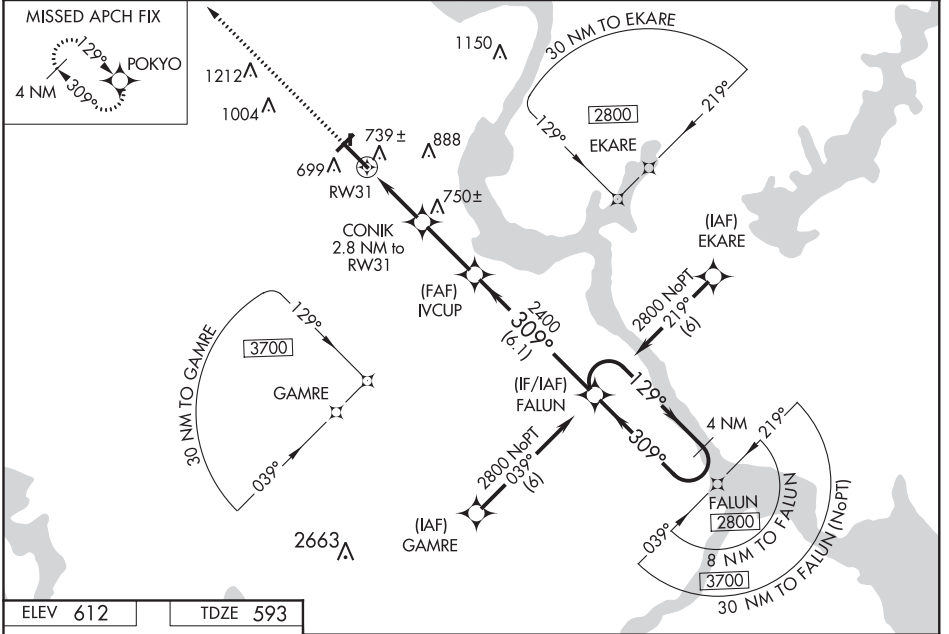 MISSED APCH FIX
129°
POKYO
4 NM
309°
1150
1212
1004
739±
888
699
RW31
750±
CONIK
2.8 NM to
RW31
(FAF)
IVCUP
2400
309°
(6.1)
30 NM TO EKARE
219°
129°
2800
EKARE
(IAF)
EKARE
2800 NoPT
219°
(6)
30 NM TO GAMRE
129°
3700
GAMRE
039°
(IF/IAF)
FALUN
129°
309°
4 NM
2800 NoPT
039°
(6)
(IAF)
GAMRE
2663
219°
FALUN
2800
039°
8 NM TO FALUN
3700
30 NM TO FALUN (NoPT)
ELEV 612
TDZE 593